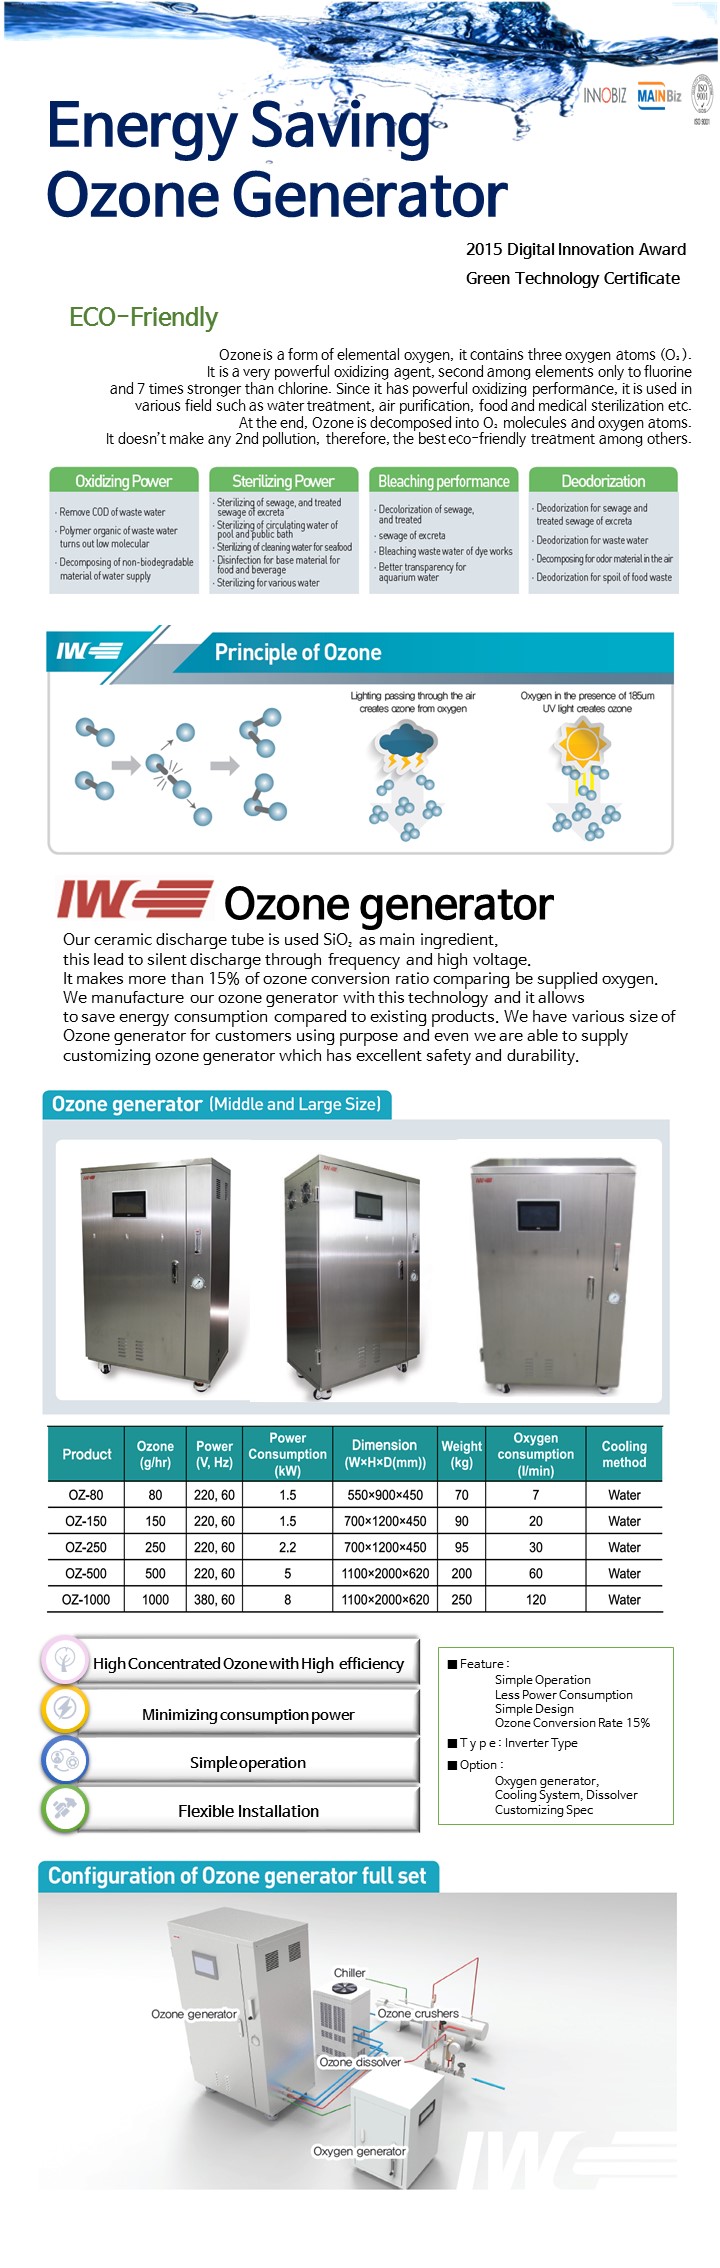 INNOBIZ MAINBiz ISO 9001
ISO 9001
Energy Saving
Ozone Generator
2015 Digital Innovation Award
Green Technology Certificate
ECO-Friendly
Ozone is a form of elemental oxygen, it contains three oxygen atoms (O₃).
It is a very powerful oxidizing agent, second among elements only to fluorine
and 7 times stronger than chlorine. Since it has powerful oxidizing performance, it is used in
various field such as water treatment, air purification, food and medical sterilization etc.
At the end, Ozone is decomposed into O₂ molecules and oxygen atoms.
It doesn't make any 2nd pollution, therefore, the best eco-friendly treatment among others.
Oxidizing Power
· Remove COD of waste water
· Polymer organic of waste water
turns out low molecular
· Decomposing of non-biodegradable
material of water supply
Sterilizing Power
· Sterilizing of sewage, and treated
sewage of excreta
· Sterilizing of circulating water of
pool and public bath
· Sterilizing of cleaning water for seafood
· Disinfection for base material for
food and beverage
· Sterilizing for various water
Bleaching performance
· Decolorization of sewage,
and treated
· sewage of excreta
· Bleaching waste water of dye works
· Better transparency for
aquarium water
Deodorization
· Deodorization for sewage and
treated sewage of excreta
· Deodorization for waste water
· Decomposing for odor material in the air
· Deodorization for spoil of food waste
IW
Principle of Ozone
Lighting passing through the air
creates ozone from oxygen
Oxygen in the presence of 185um
UV light creates ozone
IW Ozone generator
Our ceramic discharge tube is used SiO₂ as main ingredient,
this lead to silent discharge through frequency and high voltage.
It makes more than 15% of ozone conversion ratio comparing be supplied oxygen.
We manufacture our ozone generator with this technology and it allows
to save energy consumption compared to existing products. We have various size of
Ozone generator for customers using purpose and even we are able to supply
customizing ozone generator which has excellent safety and durability.
Ozone generator (Middle and Large Size)
Product | Ozone (g/hr) | Power (V, Hz) | Power Consumption (kW) | Dimension (W×H×D(mm)) | Weight (kg) | Oxygen consumption (l/min) | Cooling method
OZ-80 | 80 | 220, 60 | 1.5 | 550×900×450 | 70 | 7 | Water
OZ-150 | 150 | 220, 60 | 1.5 | 700×1200×450 | 90 | 20 | Water
OZ-250 | 250 | 220, 60 | 2.2 | 700×1200×450 | 95 | 30 | Water
OZ-500 | 500 | 220, 60 | 5 | 1100×2000×620 | 200 | 60 | Water
OZ-1000 | 1000 | 380, 60 | 8 | 1100×2000×620 | 250 | 120 | Water
High Concentrated Ozone with High efficiency
Minimizing consumption power
Simple operation
Flexible Installation
■ Feature :
Simple Operation
Less Power Consumption
Simple Design
Ozone Conversion Rate 15%
■ T y p e : Inverter Type
■ Option :
Oxygen generator,
Cooling System, Dissolver
Customizing Spec
Configuration of Ozone generator full set
Chiller
Ozone generator
Ozone crushers
Ozone dissolver
Oxygen generator
IW